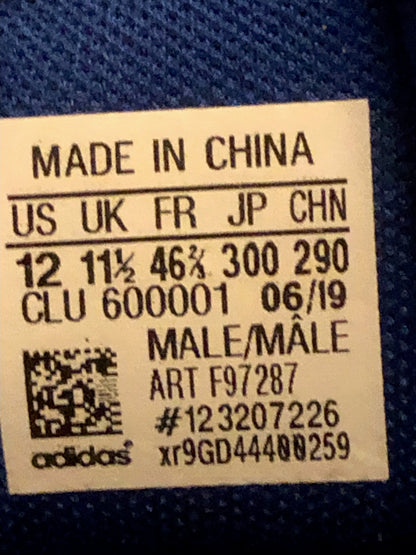 MADE IN CHINA
US UK FR JP CHN
12 11½ 46⅔ 300 290
CLU 600001 06/19
MALE/MÂLE
ART F97287
#123207226
adidas® xr9GD44400259